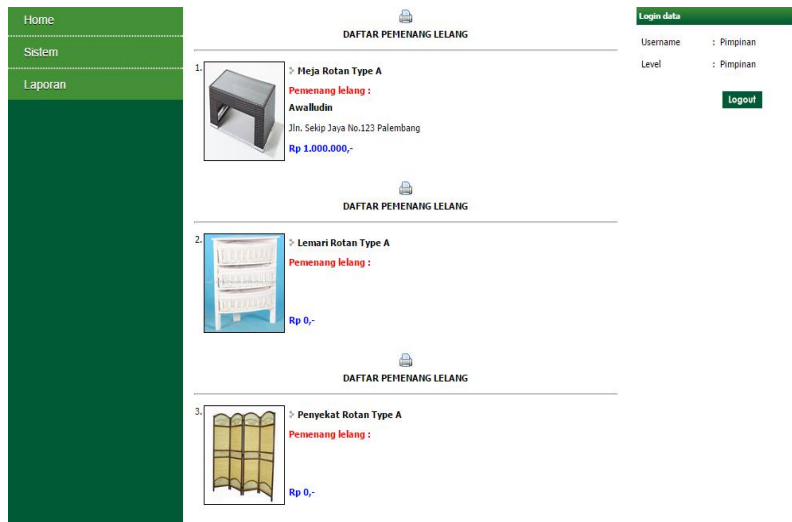 Home
Sistem
Laporan
DAFTAR PEMENANG LELANG
1.
Meja Rotan Type A
Pemenang lelang :
Awalludin
Jln. Sekip Jaya No.123 Palembang
Rp 1.000.000,-
DAFTAR PEMENANG LELANG
2.
Lemari Rotan Type A
Pemenang lelang :
Rp 0,-
DAFTAR PEMENANG LELANG
3.
Penyekat Rotan Type A
Pemenang lelang :
Rp 0,-
Login data
Username : Pimpinan
Level : Pimpinan
Logout